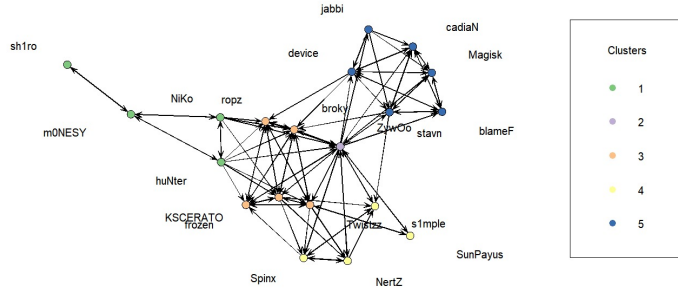 jabbi
cadiaN
sh1ro
device
Magisk
Clusters
NiKo
ropz
broky
1
m0NESY
ZywOo
stavn
blameF
2
huNter
3
KSCERATO
frozen
Twistzz
s1mple
4
SunPayus
Spinx
NertZ
5